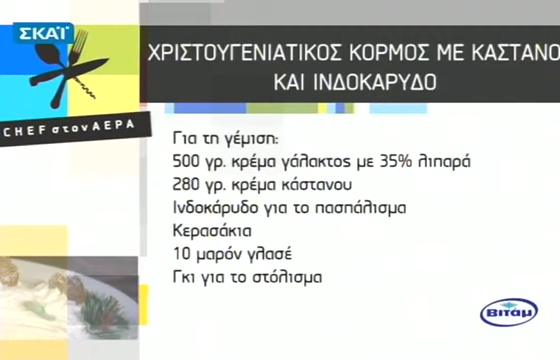 ΣΚΑΪ
ΧΡΙΣΤΟΥΓΕΝΙΑΤΙΚΟΣ ΚΟΡΜΟΣ ΜΕ ΚΑΣΤΑΝΟ
ΚΑΙ ΙΝΔΟΚΑΡΥΔΟ
CHEF στον ΑΕΡΑ
Για τη γέμιση:
500 γρ. κρέμα γάλακτος με 35% λιπαρά
280 γρ. κρέμα κάστανου
Ινδοκάρυδο για το πασπάλισμα
Κερασάκια
10 μαρόν γλασέ
Γκι για το στόλισμα
Βιτάμ